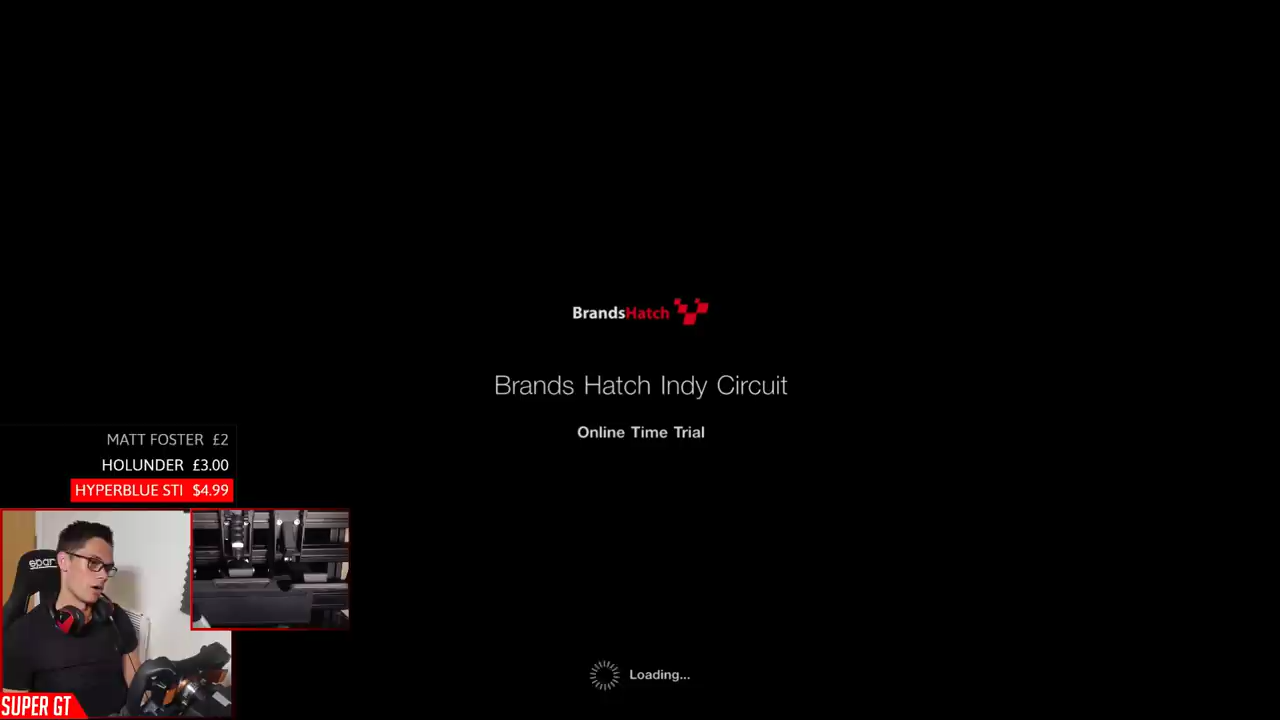 BrandsHatch
Brands Hatch Indy Circuit
Online Time Trial
MATT FOSTER £2
HOLUNDER £3.00
HYPERBLUE STI $4.99
spar
SUPER GT
Loading...